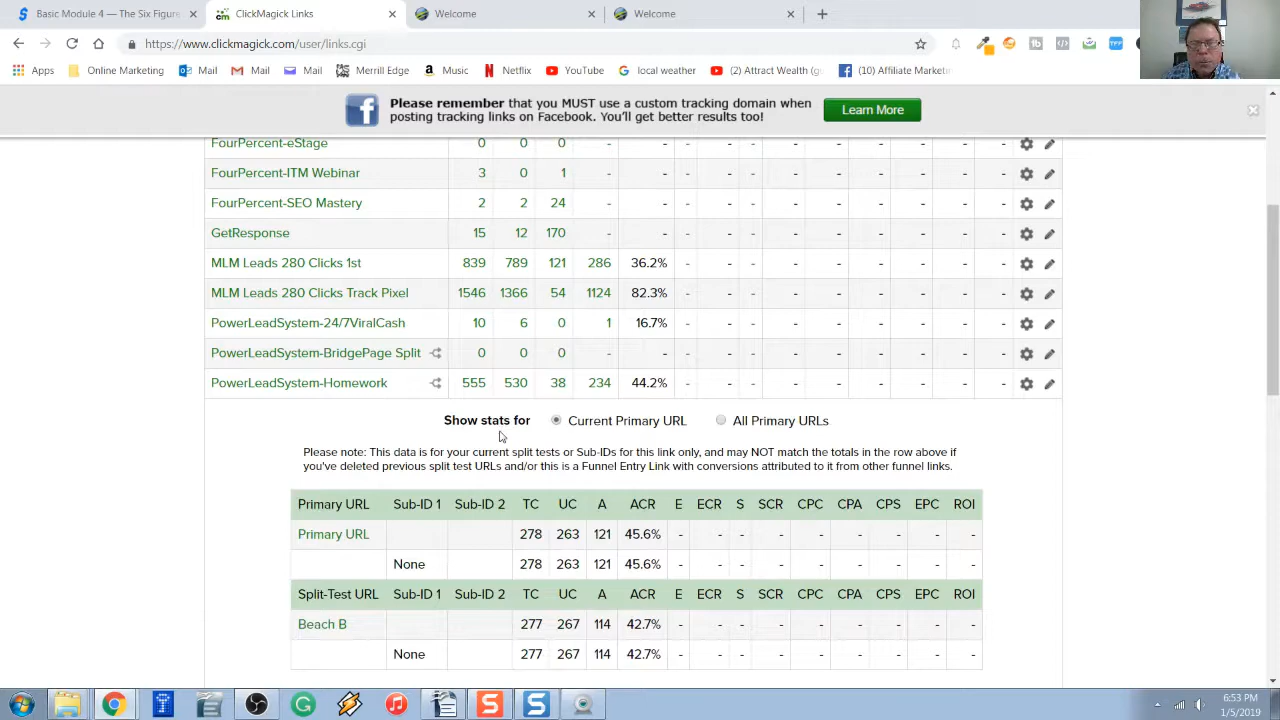 Basic Module 4 — The Six Figure
ClickMagick Links
Welcome
Welcome
https://www.clickmagick.com/user/links.cgi
Apps
Online Marketing
Mail
Mail
Mail
Merrill Edge
Music
Netflix
YouTube
local weather
(2) Attract Wealth (
(10) Affiliate Market
Please remember that you MUST use a custom tracking domain when
posting tracking links on Facebook. You'll get better results too!
Learn More
FourPercent-eStage 0 0 0 - - - - - - - - - - -
FourPercent-ITM Webinar 3 0 1 - - - - - - - - - - -
FourPercent-SEO Mastery 2 2 24 - - - - - - - - - - -
GetResponse 15 12 170 - - - - - - - - - - -
MLM Leads 280 Clicks 1st 839 789 121 286 36.2% - - - - - - - - -
MLM Leads 280 Clicks Track Pixel 1546 1366 54 1124 82.3% - - - - - - - - -
PowerLeadSystem-24/7ViralCash 10 6 0 1 16.7% - - - - - - - - -
PowerLeadSystem-BridgePage Split 0 0 0 - - - - - - - - - - -
PowerLeadSystem-Homework 555 530 38 234 44.2% - - - - - - - - -
Show stats for Current Primary URL All Primary URLs
Please note: This data is for your current split tests or Sub-IDs for this link only, and may NOT match the totals in the row above if
you've deleted previous split test URLs and/or this is a Funnel Entry Link with conversions attributed to it from other funnel links.
Primary URL Sub-ID 1 Sub-ID 2 TC UC A ACR E ECR S SCR CPC CPA CPS EPC ROI
Primary URL 278 263 121 45.6% - - - - - - - - -
None 278 263 121 45.6% - - - - - - - - -
Split-Test URL Sub-ID 1 Sub-ID 2 TC UC A ACR E ECR S SCR CPC CPA CPS EPC ROI
Beach B 277 267 114 42.7% - - - - - - - - -
None 277 267 114 42.7% - - - - - - - - -
6:53 PM
1/5/2019